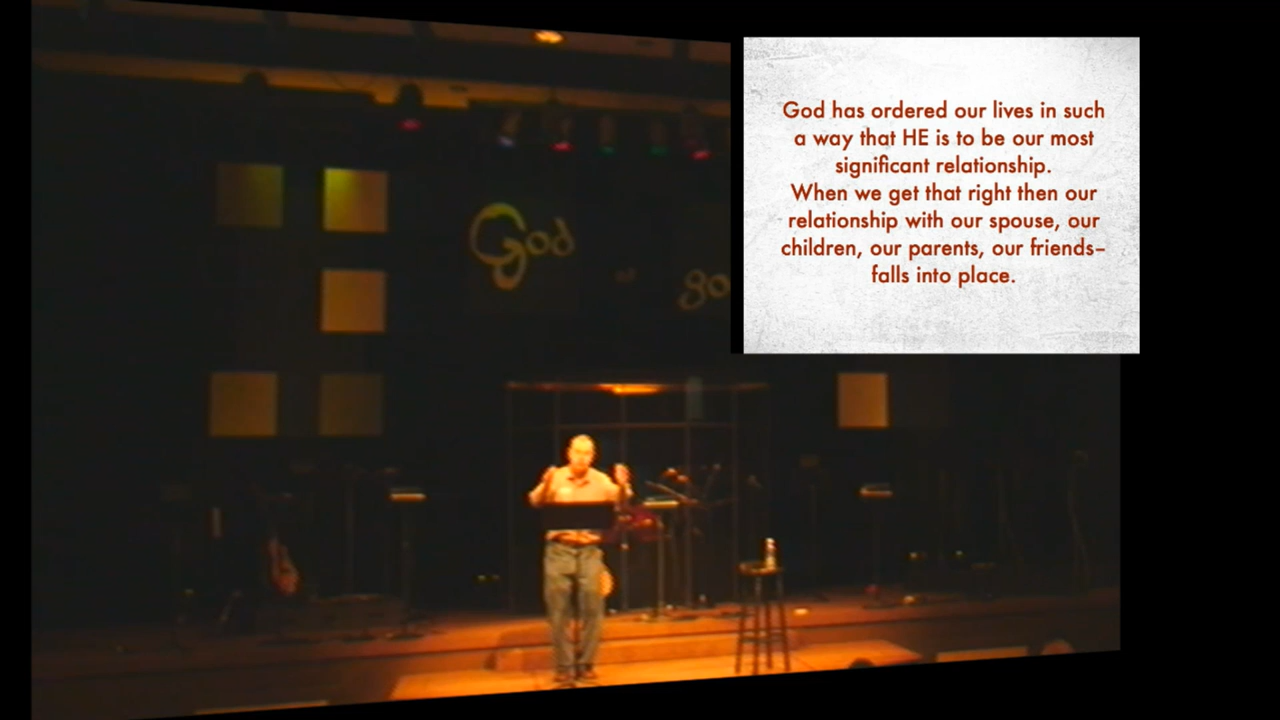 God
go
God has ordered our lives in such
a way that HE is to be our most
significant relationship.
When we get that right then our
relationship with our spouse, our
children, our parents, our friends–
falls into place.